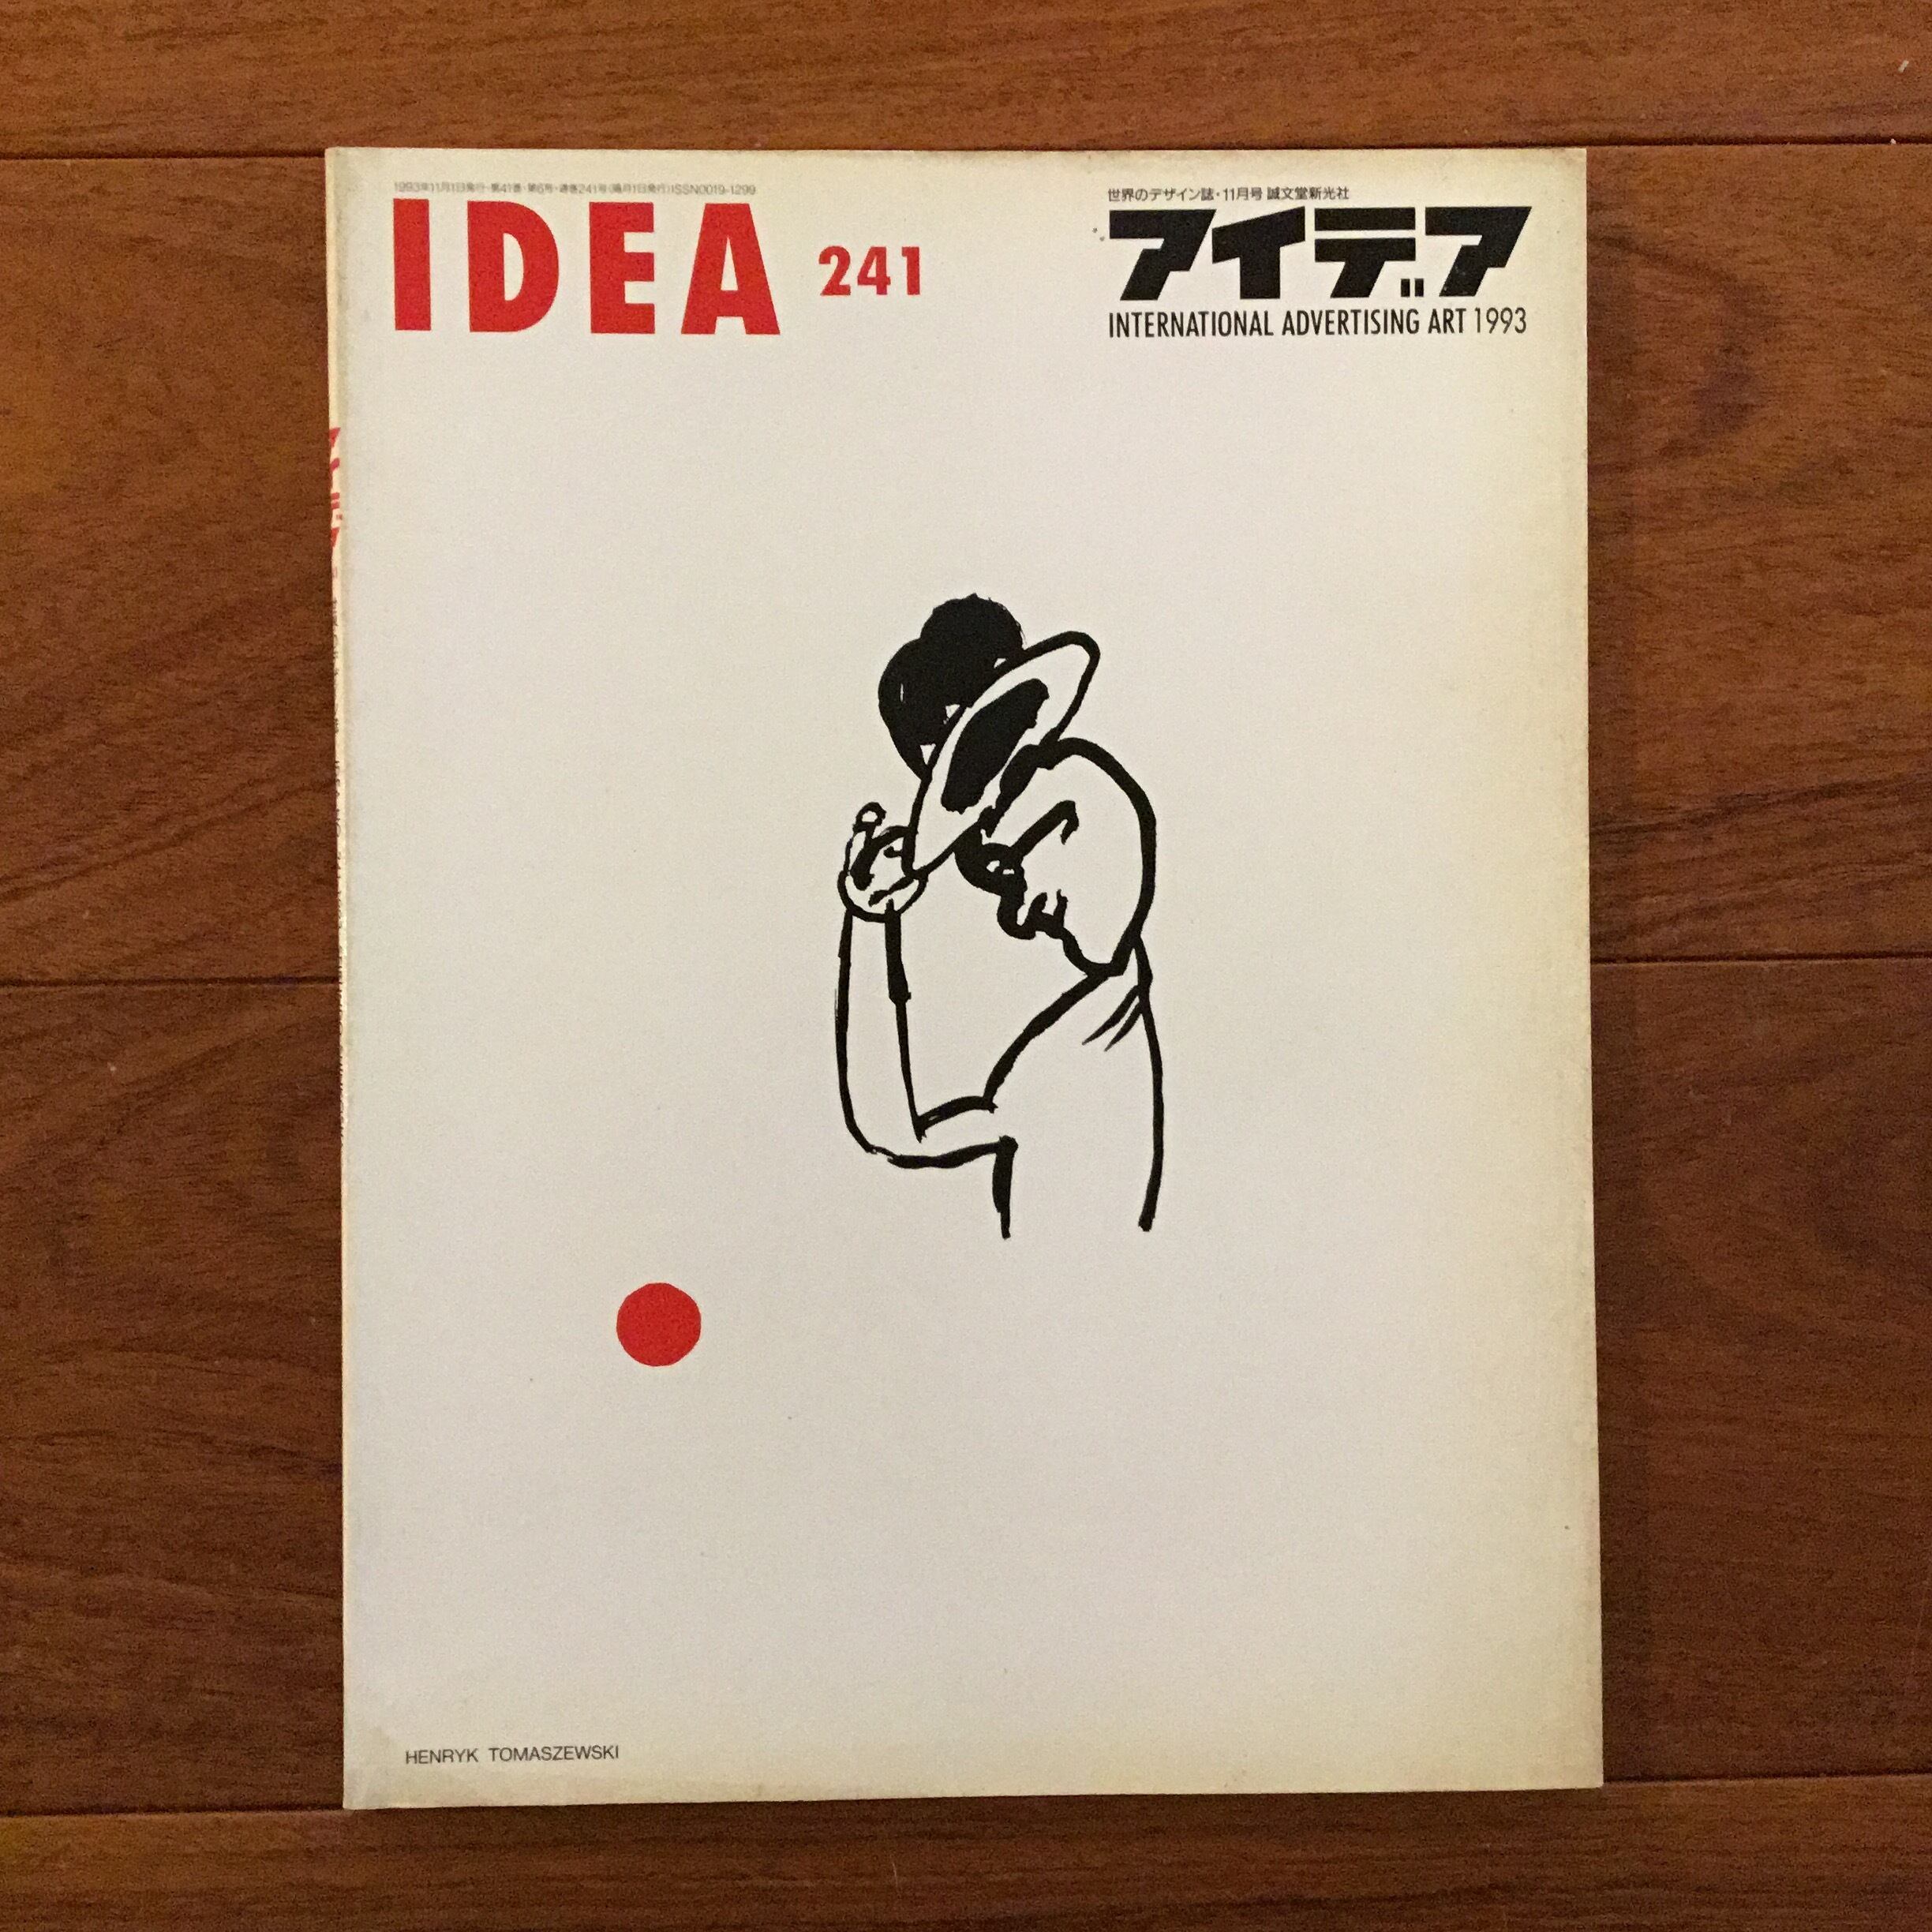 1993年11月1日発行・第41巻・第6号・通巻241号(隔月1日発行)ISSN0019-1299
IDEA 241
世界のデザイン誌・11月号 誠文堂新光社
アイデア
INTERNATIONAL ADVERTISING ART 1993
HENRYK TOMASZEWSKI